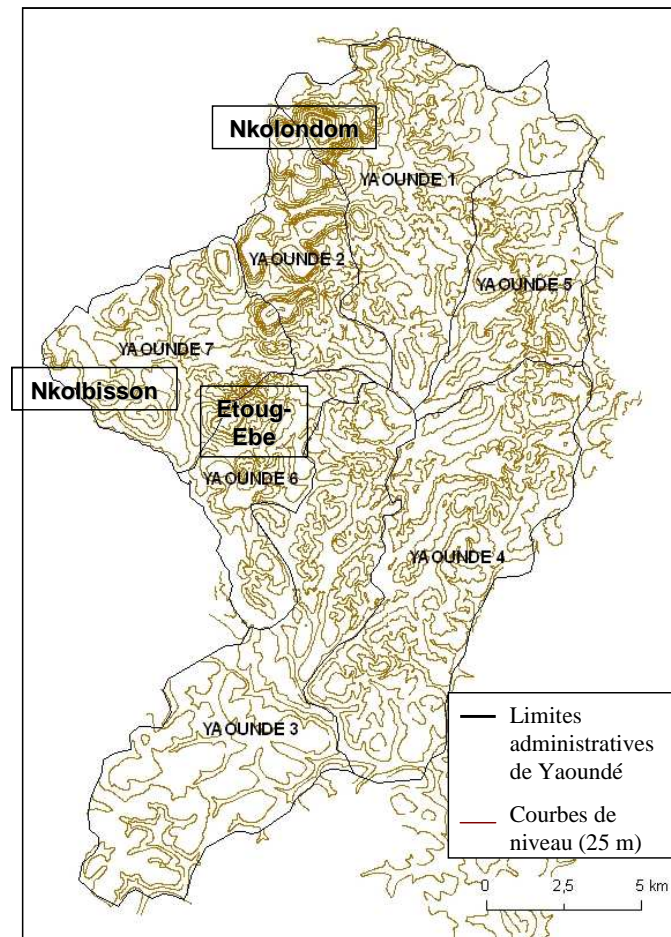 Nkolondom
YAOUNDE 1
YAOUNDE 2
YAOUNDE 5
YAOUNDE 7
Nkolbisson
Etoug-
Ebe
YAOUNDE 6
YAOUNDE 4
YAOUNDE 3
Limites
administratives
de Yaoundé
Courbes de
niveau (25 m)
0 2,5 5 km